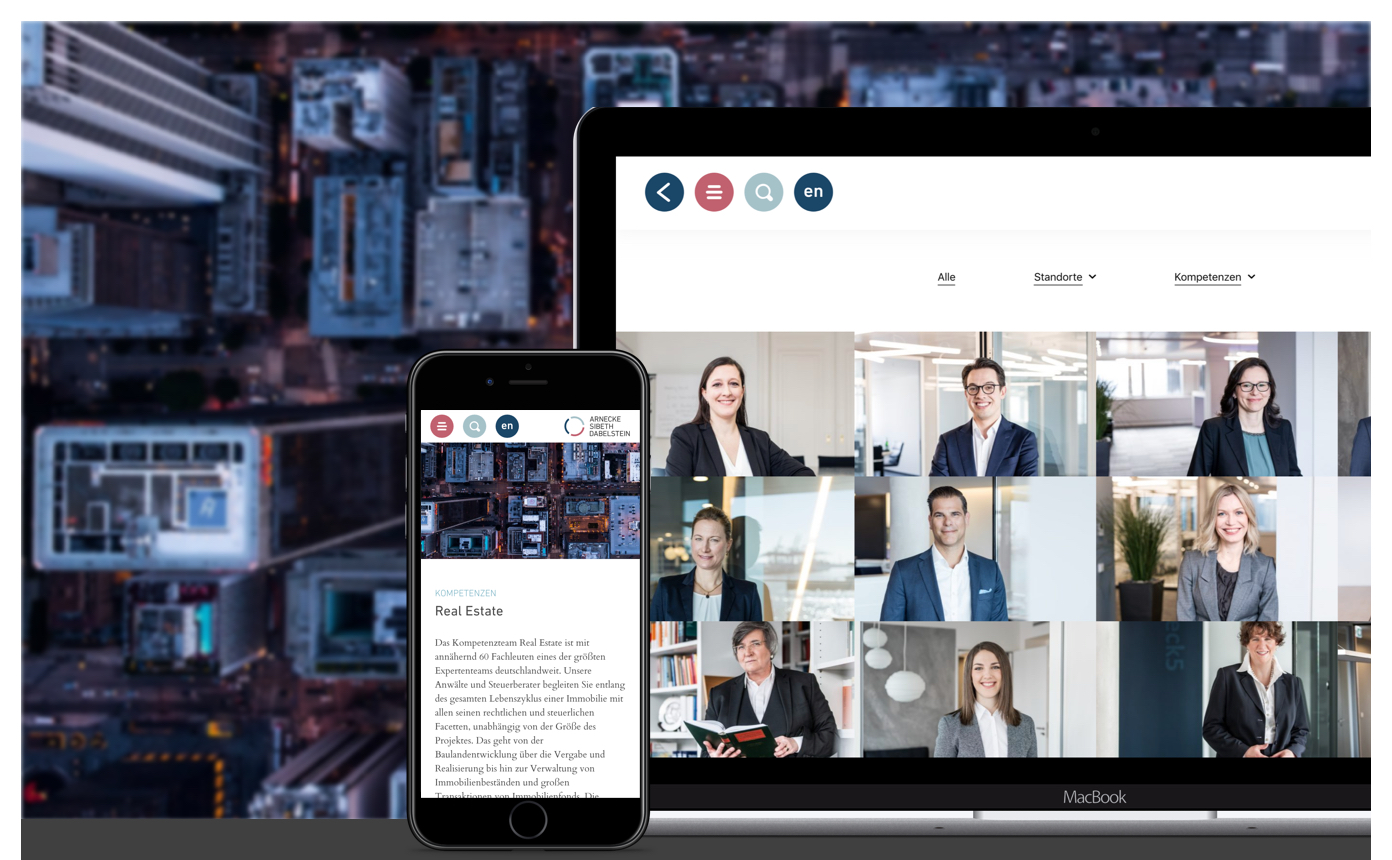 en
Alle
Standorte
Kompetenzen
en
ARNECKE
SIBETH
DABELSTEIN
KOMPETENZEN
Real Estate
Das Kompetenzteam Real Estate ist mit
annähernd 60 Fachleuten eines der größten
Expertenteams deutschlandweit. Unsere
Anwälte und Steuerberater begleiten Sie entlang
des gesamten Lebenszyklus einer Immobilie mit
allen seinen rechtlichen und steuerlichen
Facetten, unabhängig von der Größe des
Projektes. Das geht von der
Baulandentwicklung über die Vergabe und
Realisierung bis hin zur Verwaltung von
Immobilienbeständen und großen
Transaktionen von Immobilienfonds. Die
MacBook